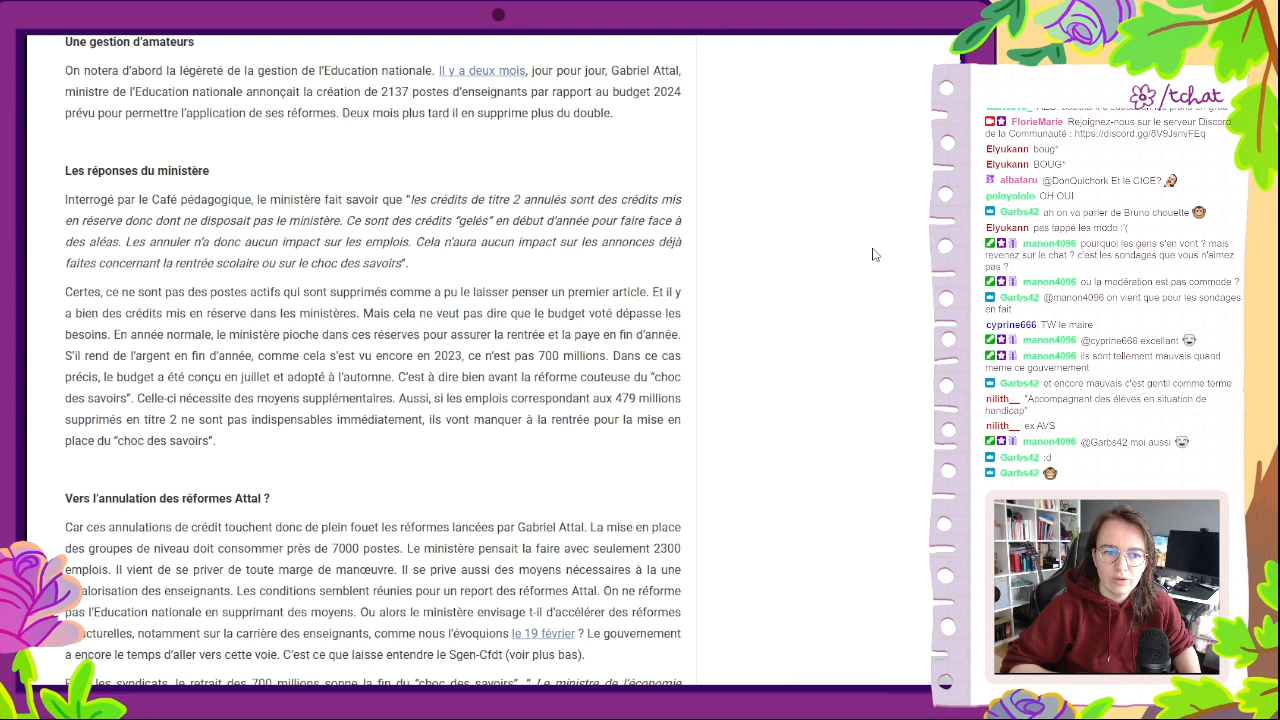 Une gestion d'amateurs
On notera d'abord la légèreté de la gestion de l'Education nationale. Il y a deux mois, jour pour jour, Gabriel Attal,
ministre de l'Education nationale annonçait la création de 2137 postes d'enseignants par rapport au budget 2024
prévu pour permettre l'application de ses réformes. Deux mois plus tard il en supprime plus du double.
Les réponses du ministère
Interrogé par le Café pédagogique, le ministère fait savoir que “les crédits de titre 2 annulés sont des crédits mis
en réserve donc dont ne disposait pas le ministère. Ce sont des crédits “gelés” en début d'année pour faire face à
des aléas. Les annuler n'a donc aucun impact sur les emplois. Cela n'aura aucun impact sur les annonces déjà
faites concernant la rentrée scolaire ou sur le choc des savoirs”.
Certes, ce ne sont pas des postes actifs qui sont supprimés comme a pu le laisser penser un premier article. Et il y
a bien des crédits mis en réserve dans les ministères. Mais cela ne veut pas dire que le budget voté dépasse les
besoins. En année normale, le ministère pioche dans ces réserves pour assurer la rentrée et la paye en fin d'année.
S'il rend de l'argent en fin d'année, comme cela s'est vu encore en 2023, ce n'est pas 700 millions. Dans ce cas
précis, le budget a été conçu en juillet et adopté à l'automne. C'est à dire bien avant la réforme couteuse du “choc
des savoirs”. Celle-ci nécessite des moyens supplémentaires. Aussi, si les emplois correspondant aux 479 millions
supprimés en titre 2 ne sont pas indispensables immédiatement, ils vont manquer à la rentrée pour la mise en
place du “choc des savoirs”.
Vers l'annulation des réformes Attal ?
Car ces annulations de crédit touchent donc de plein fouet les réformes lancées par Gabriel Attal. La mise en place
des groupes de niveau doit consommer près de 7000 postes. Le ministère pensait la faire avec seulement 2300
emplois. Il vient de se priver de toute marge de manœuvre. Il se prive aussi des moyens nécessaires à la une
alorisation des enseignants. Les conditions semblent réunies pour un report des réformes Attal. On ne réforme
pas l'Education nationale en supprimant des moyens. Ou alors le ministère envisage t-il d'accélérer des réformes
ucturelles, notamment sur la carrière des enseignants, comme nous l'évoquions le 19 février ? Le gouvernement
a encore le temps d'aller vers cette voie. C'est ce que laisse entendre le Sgen-Cfdt (voir plus bas).
les syndicats, le retrait des 700 millions sonne la fin du “choc des savoirs”. “ Le ministre de l'économie
/tchat
FlorieMarie Rejoignez-nous sur le serveur Discord
de la Communauté : https://discord.gg/8V9JsnvFEq
Elyukann boug*
Elyukann BOUG*
albataru @DonQuichork Et le CICE?
poloyololo OH OUI
Garbs42 ah on va parler de Bruno chouette
Elyukann pas tappé les modo :'(
manon4096 pourquoi les gens s'en vont ? mais
revenez sur le chat ? c'est les sondages que vous n'aimez
pas ?
manon4096 ou la modération est pas commode ?
Garbs42 @manon4096 on vient que pour les sondages
en fait
cyprine666 TW le maire
manon4096 @cyprine666 excellant
manon4096 ils sont tellement mauvais quand
meme ce gouvernement
Garbs42 et encore mauvais c'est gentil comme terme
nilith__ "Accompagnant des élèves en situation de
handicap"
nilith__ ex AVS
manon4096 @Garbs42 moi aussi
Garbs42 :d
Garbs42